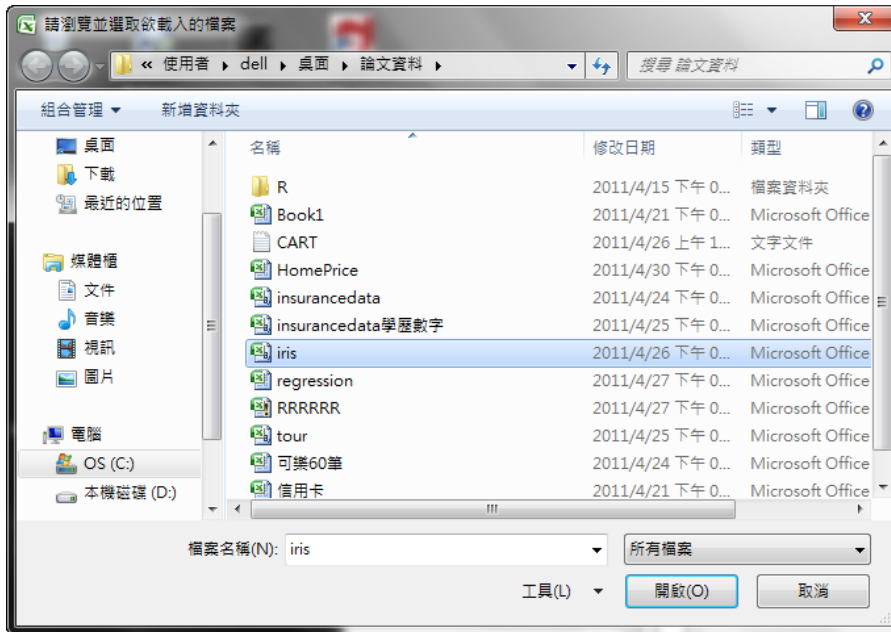 請瀏覽並選取欲載入的檔案
« 使用者 ▸ dell ▸ 桌面 ▸ 論文資料 ▸ 搜尋 論文資料
組合管理 ▼ 新增資料夾
桌面
下載
最近的位置
媒體櫃
文件
音樂
視訊
圖片
電腦
OS (C:)
本機磁碟 (D:)
名稱 修改日期 類型
R 2011/4/15 下午 0... 檔案資料夾
Book1 2011/4/21 下午 0... Microsoft Office
CART 2011/4/26 上午 1... 文字文件
HomePrice 2011/4/30 下午 0... Microsoft Office
insurancedata 2011/4/24 下午 0... Microsoft Office
insurancedata學歷數字 2011/4/25 下午 0... Microsoft Office
iris 2011/4/26 下午 0... Microsoft Office
regression 2011/4/27 下午 0... Microsoft Office
RRRRRR 2011/4/27 下午 0... Microsoft Office
tour 2011/4/25 下午 0... Microsoft Office
可樂60筆 2011/4/24 下午 0... Microsoft Office
信用卡 2011/4/21 下午 0... Microsoft Office
檔案名稱(N): iris 所有檔案
工具(L) ▼ 開啟(O) 取消